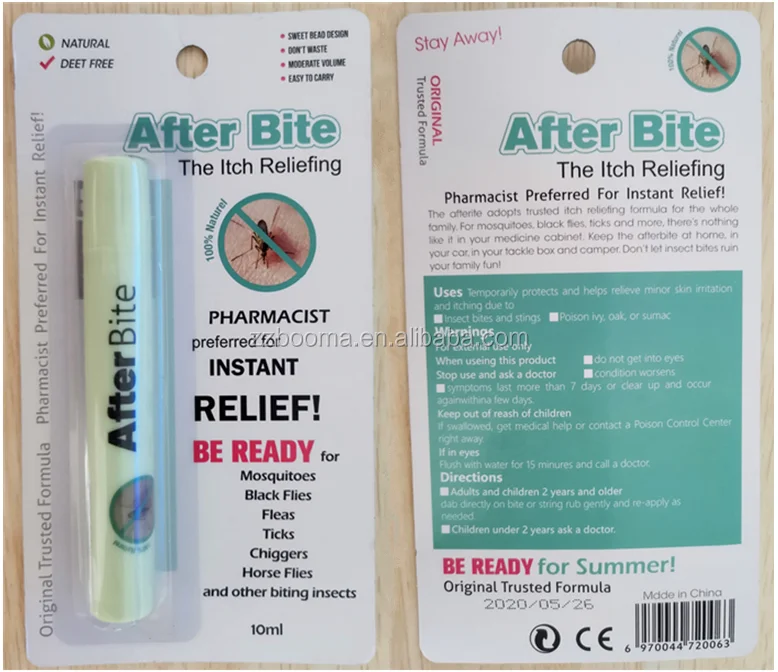 NATURAL
DEET FREE
SWEET BEAD DESIGN
DON'T WASTE
MODERATE VOLUME
EASY TO CARRY
After Bite
The Itch Reliefing
100% Natural
PHARMACIST
preferred for
INSTANT
RELIEF!
BE READY for
Mosquitoes
Black Flies
Fleas
Ticks
Chiggers
Horse Flies
and other biting insects
10ml
Original Trusted Formula Pharmacist Preferred For Instant Relief!
After Bite
Stay Away!
100% Natural
ORIGINAL
Trusted Formula
After Bite
The Itch Reliefing
Pharmacist Preferred For Instant Relief!
The afterife adopts trusted itch reliefing formula for the whole
family. For mosquitoes, black flies, ticks and more, there's nothing
like it in your medicine cabinet. Keep the afterbite at home, in
your car, in your tackle box and camper. Don't let insect bites ruin
your family fun!
Uses Temporarily protects and helps relieve minor skin irritation
and itching due to
Insect bites and stings Poison ivy, oak, or sumac
Warnings
For external use only
When useing this product do not get into eyes
Stop use and ask a doctor condition worsens
symptoms last more than 7 days or clear up and occur
againwithina few days.
Keep out of reash of children
If swallowed, get medical help or contact a Poison Control Center
right away
If in eyes
Flush with water for 15 minures and call a doctor.
Directions
Adults and children 2 years and older
dab directly on bite or string rub gently and re-apply as
needed.
Children under 2 years ask a doctor.
BE READY for Summer!
Original Trusted Formula
2020/05/26
Made in China
CE
6 970044 720063
zzbooma.en.alibaba.com